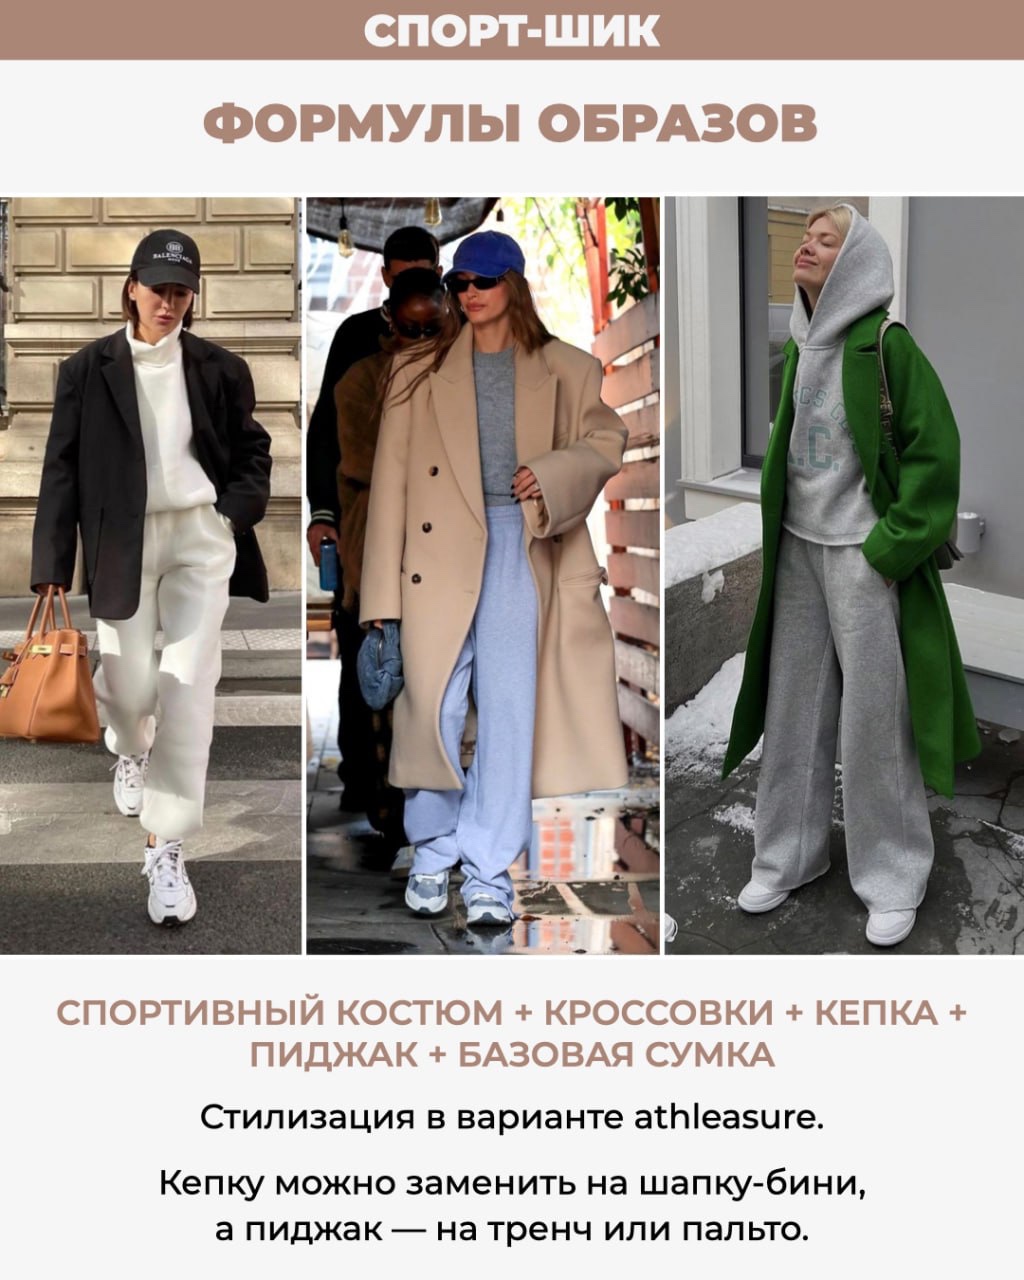 СПОРТ-ШИК
ФОРМУЛЫ ОБРАЗОВ
BALENCIAGA
СПОРТИВНЫЙ КОСТЮМ + КРОССОВКИ + КЕПКА +
ПИДЖАК + БАЗОВАЯ СУМКА
Стилизация в варианте athleasure.
Кепку можно заменить на шапку-бини,
а пиджак — на тренч или пальто.